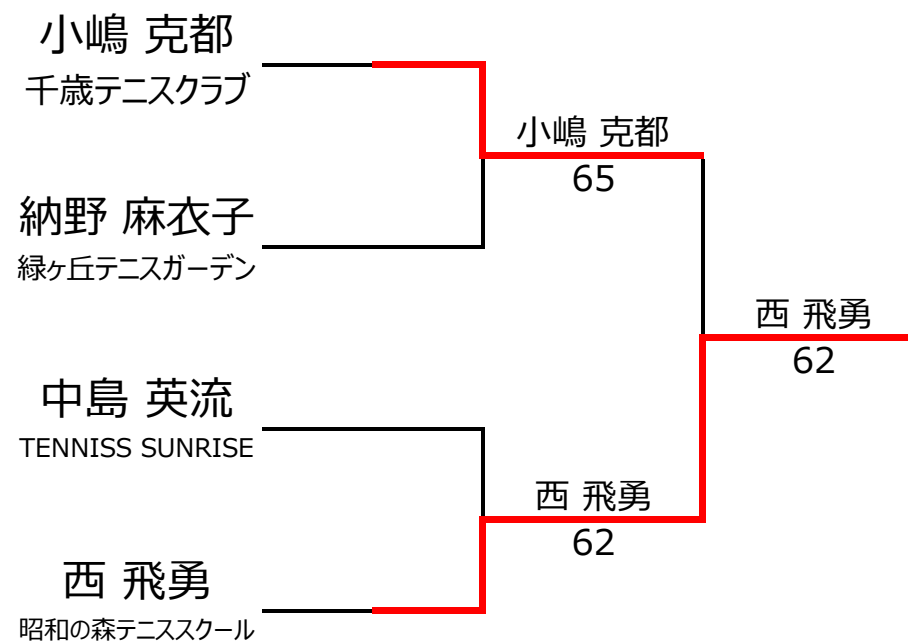 小嶋 克都
千歳テニスクラブ
小嶋 克都
65
納野 麻衣子
緑ヶ丘テニスガーデン
西 飛勇
62
中島 英流
TENNISS SUNRISE
西 飛勇
62
西 飛勇
昭和の森テニススクール